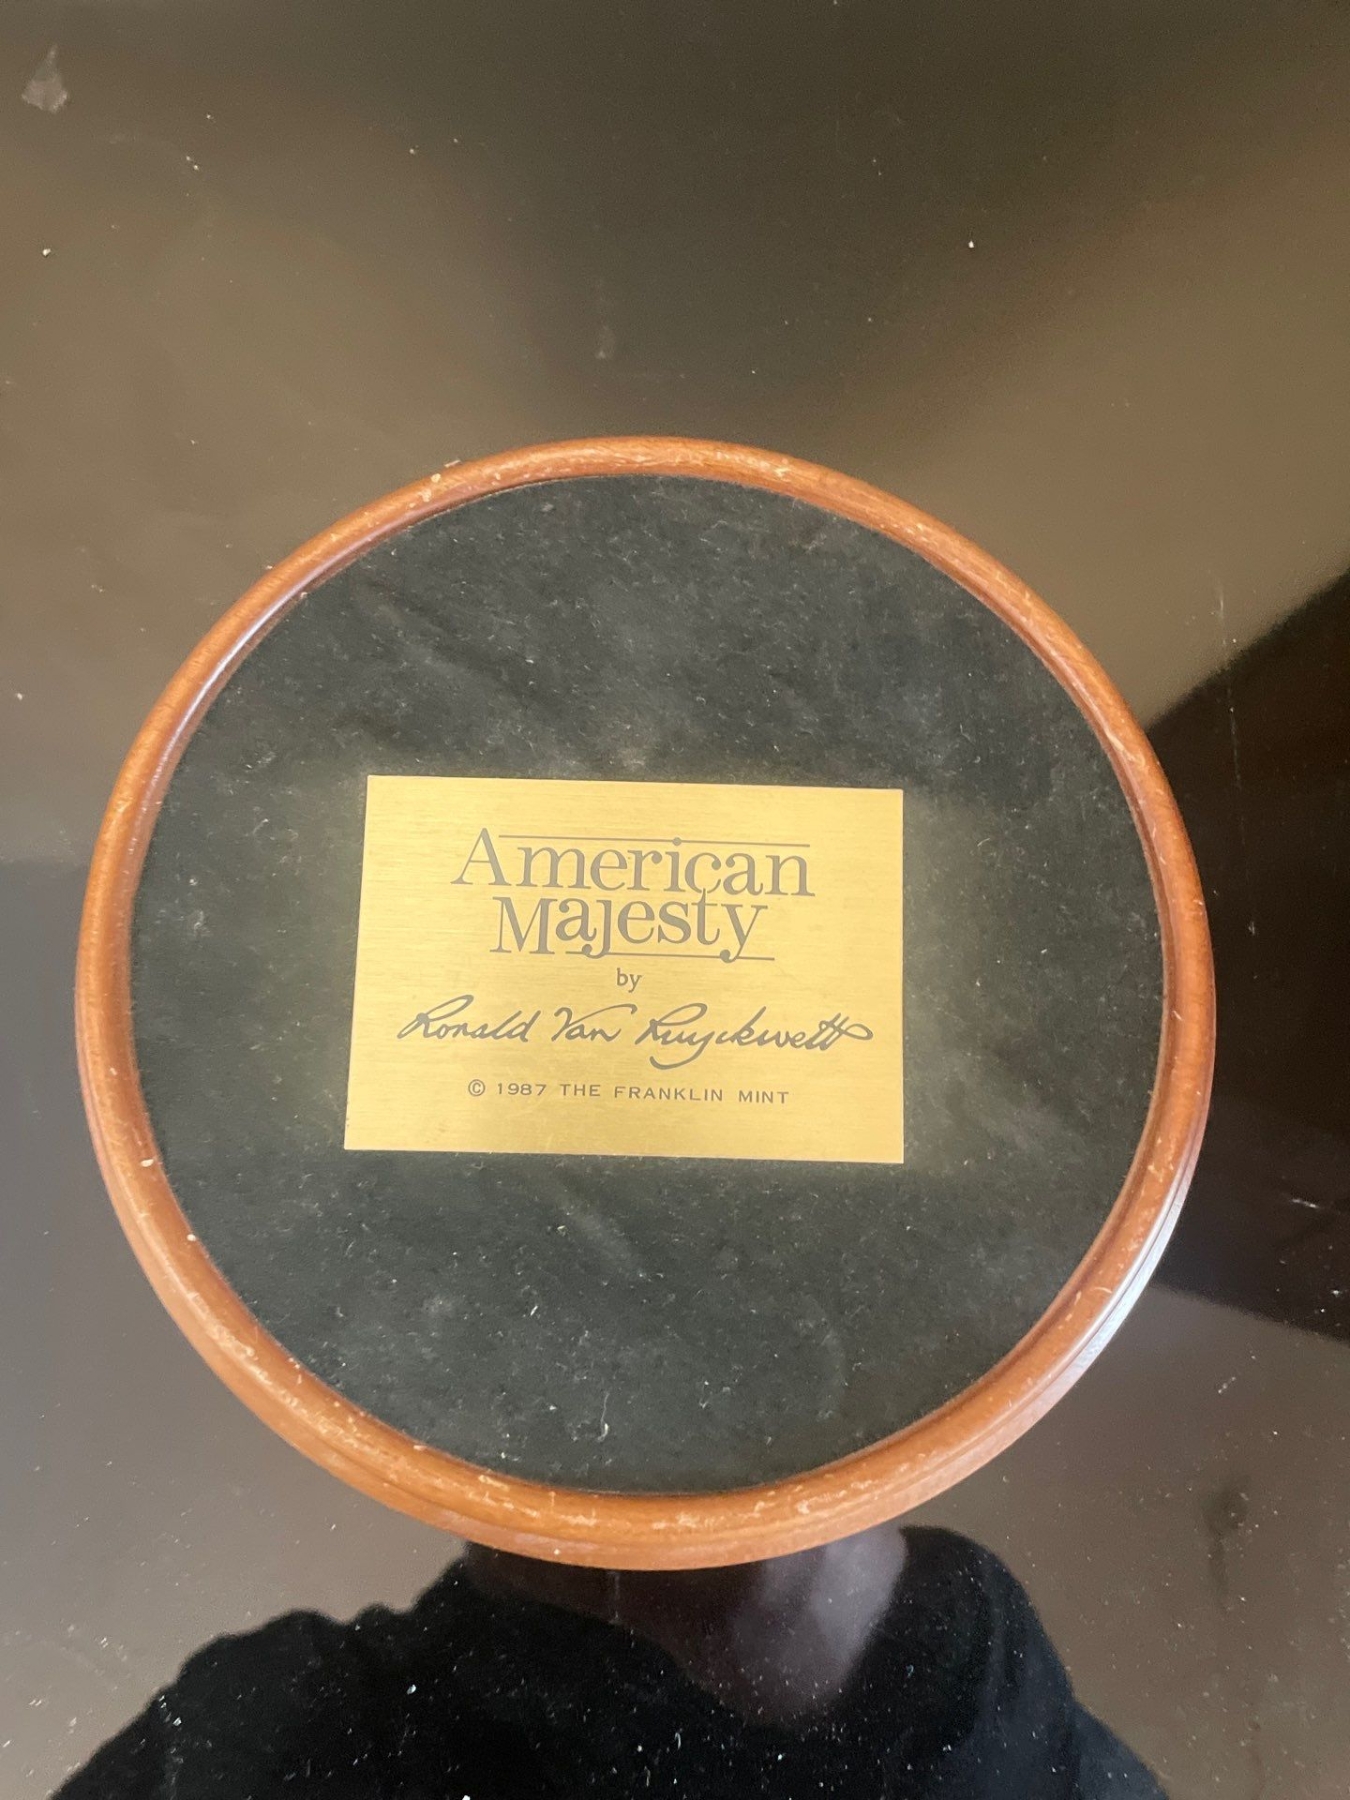 American
Majesty
by
Ronald Van Ruyckevelt
© 1987 THE FRANKLIN MINT